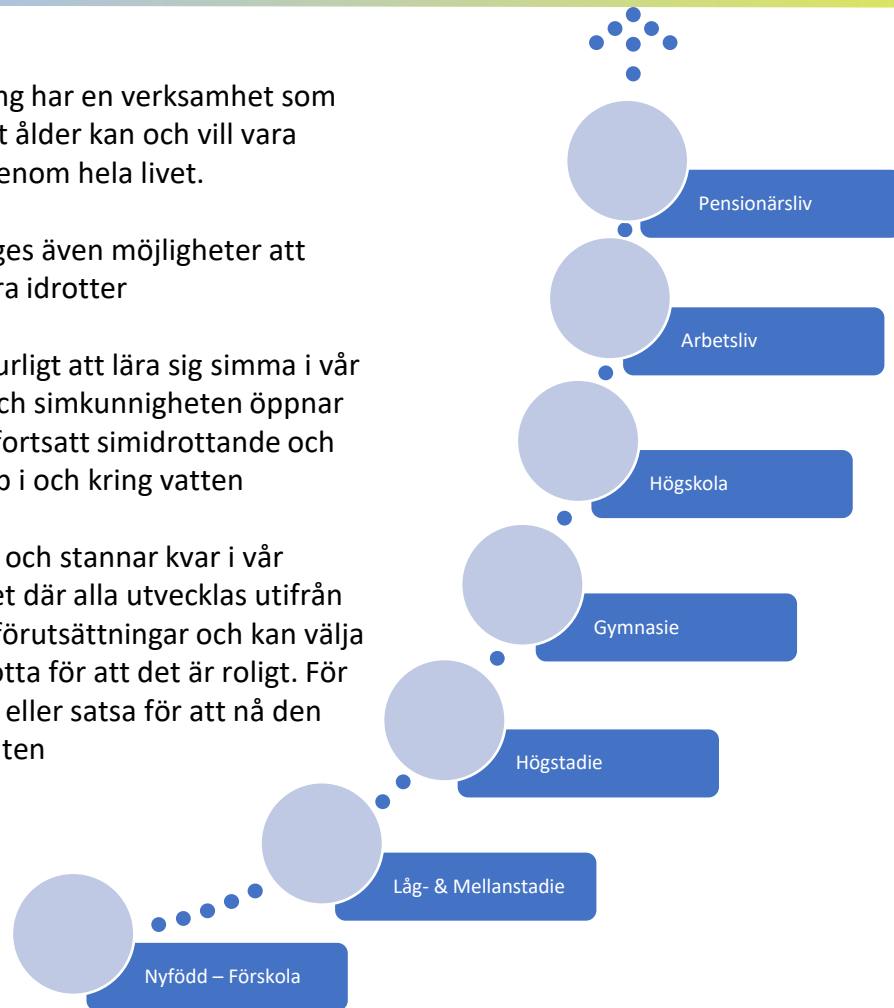 ng har en verksamhet som
t ålder kan och vill vara
enom hela livet.
ges även möjligheter att
ra idrotter
urligt att lära sig simma i vår
och simkunnigheten öppnar
fortsatt simidrottande och
p i och kring vatten
och stannar kvar i vår
et där alla utvecklas utifrån
förutsättningar och kan välja
otta för att det är roligt. För
eller satsa för att nå den
ten
Pensionärsliv
Arbetsliv
Högskola
Gymnasie
Högstadie
Låg- & Mellanstadie
Nyfödd – Förskola